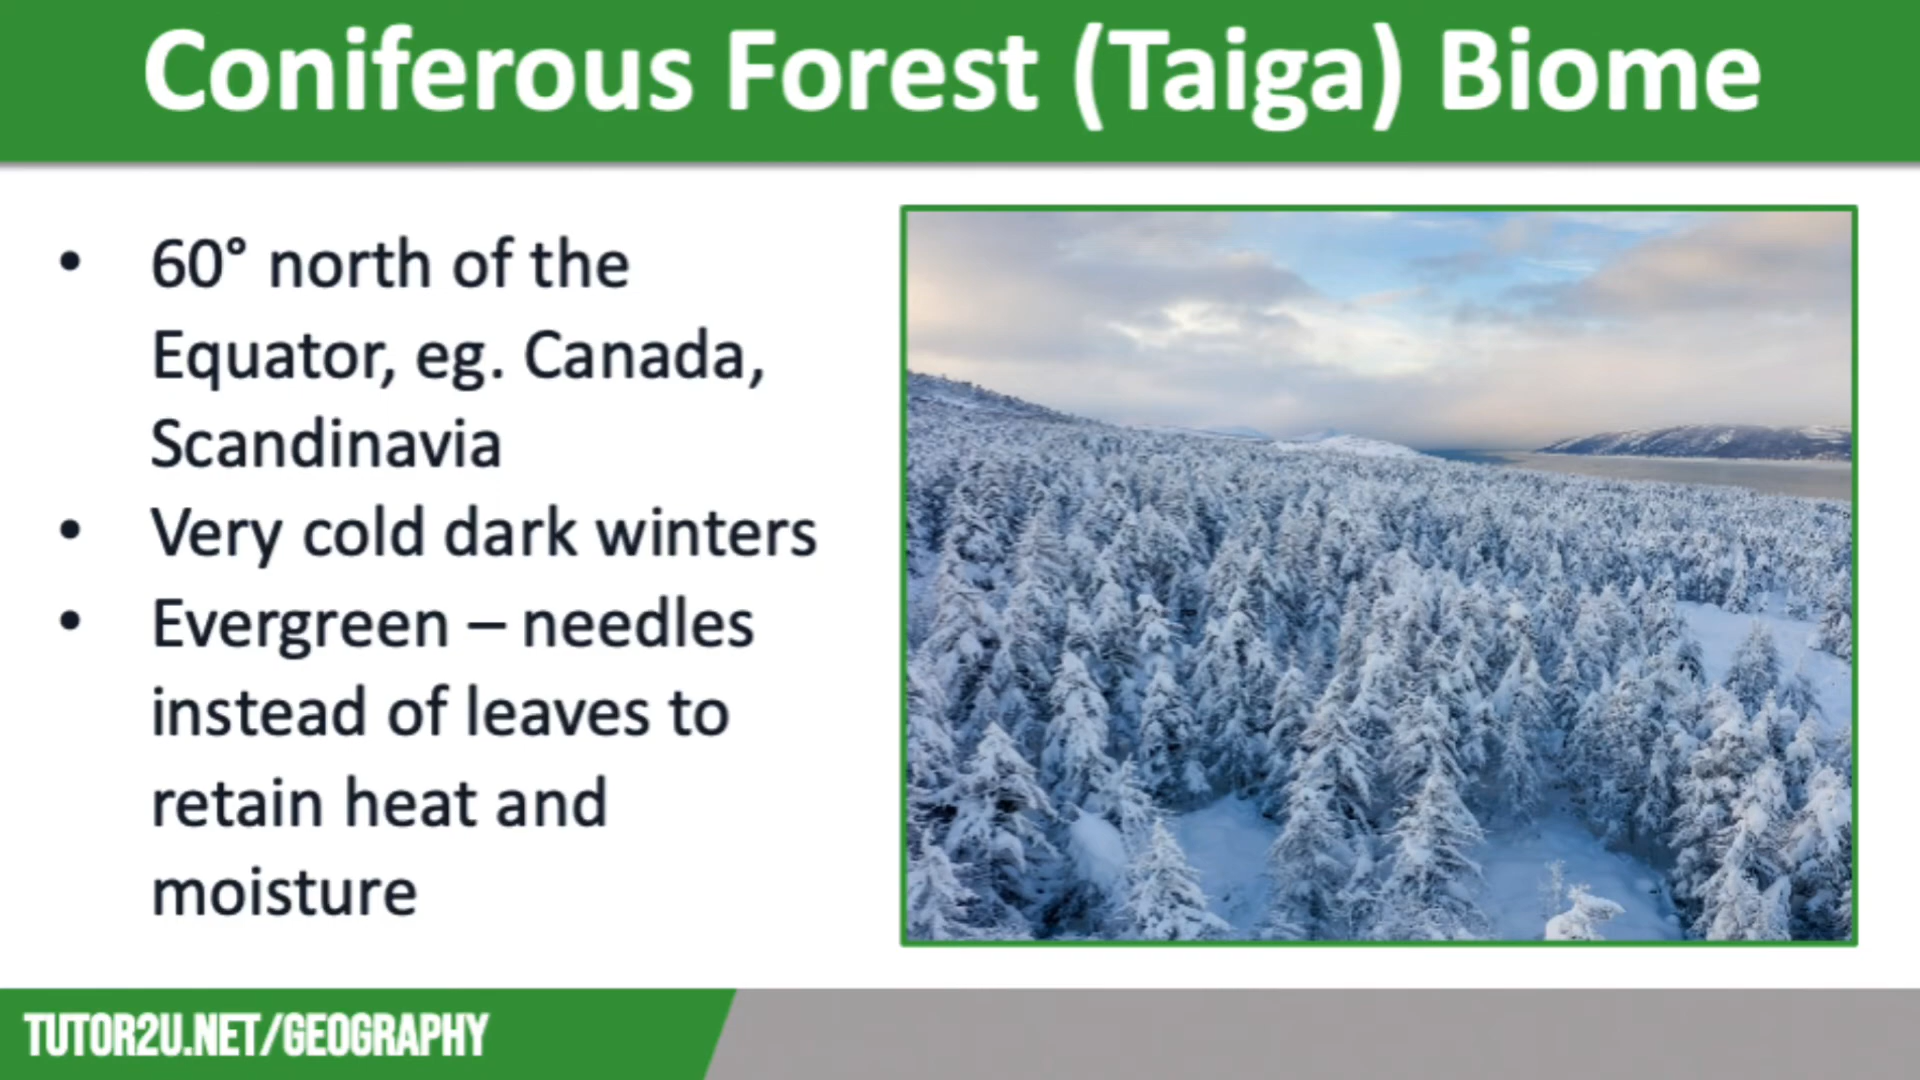 Coniferous Forest (Taiga) Biome
• 60° north of the
Equator, eg. Canada,
Scandinavia
• Very cold dark winters
• Evergreen – needles
instead of leaves to
retain heat and
moisture
TUTOR2U.NET/GEOGRAPHY